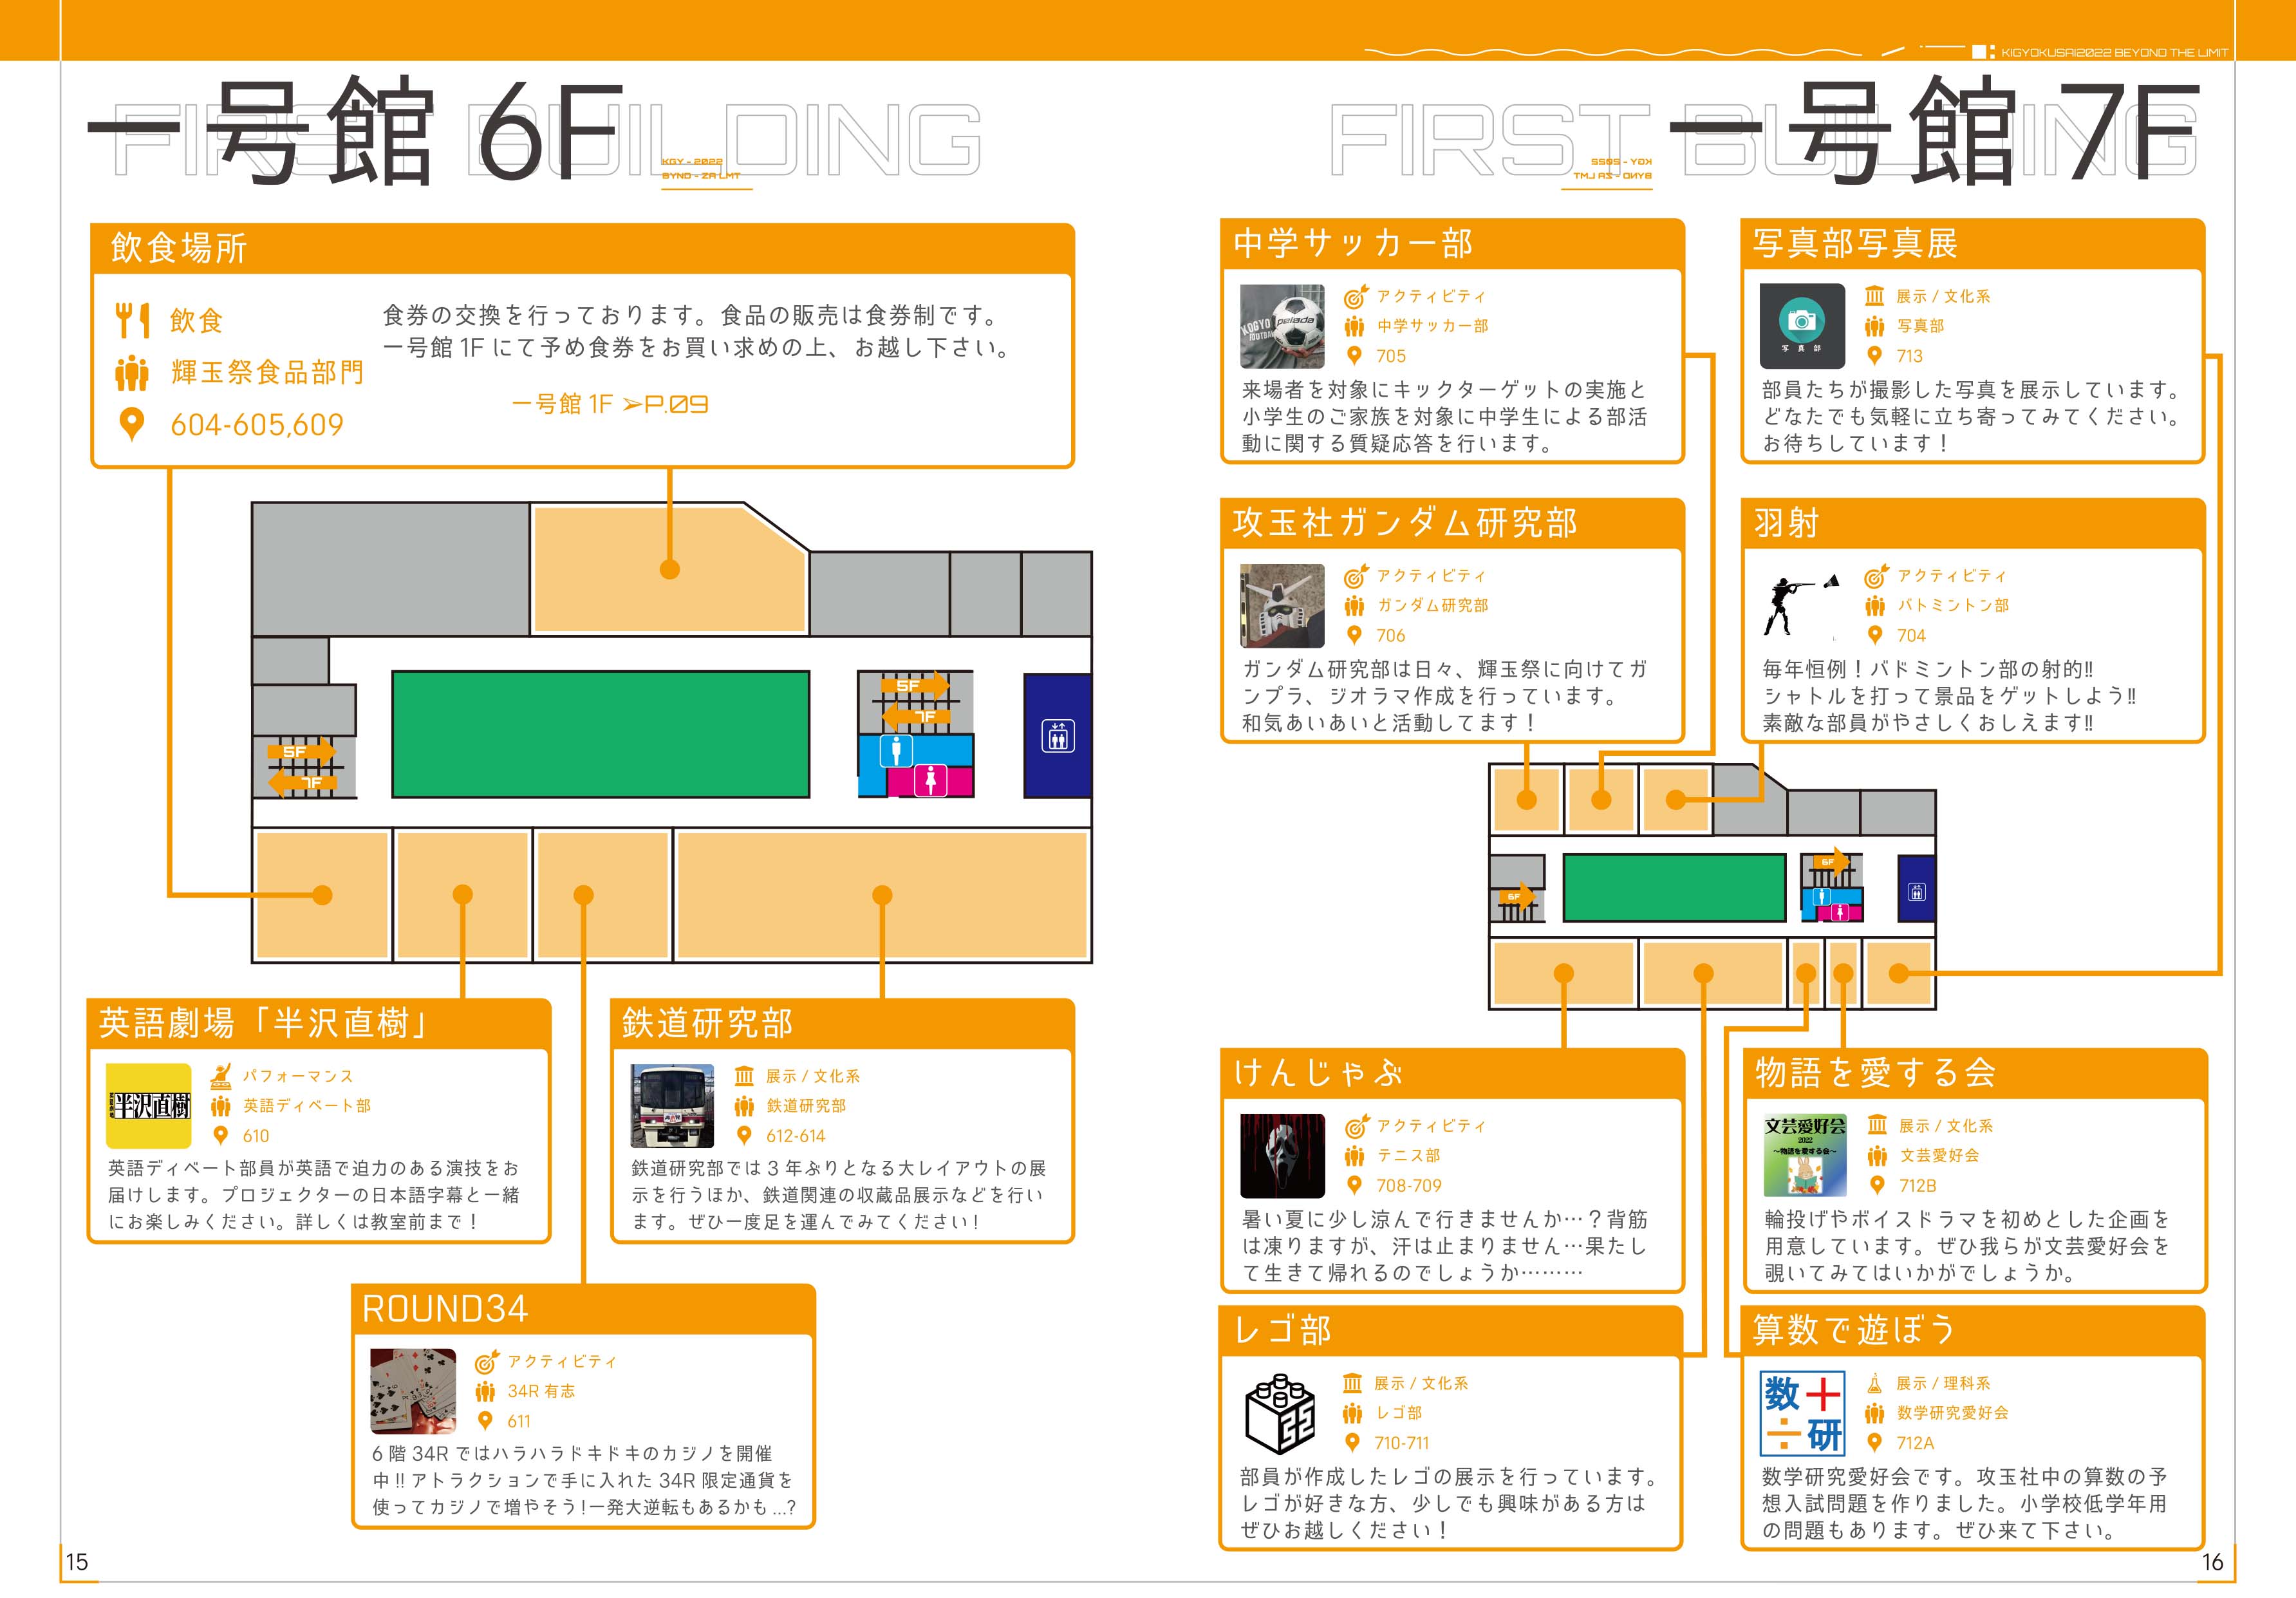 KIGYOKUSAI2022 BEYOND THE LIMIT
FIRST BUILDING
一号館 6F
KGY - 2022
BYND - ZA LMT
飲食場所
飲食
輝玉祭食品部門
604-605,609
食券の交換を行っております。食品の販売は食券制です。
一号館 1F にて予め食券をお買い求めの上、お越し下さい。
一号館 1F ➢P.09
5F
7F
5F
7F
英語劇場「半沢直樹」
半沢直樹
パフォーマンス
英語ディベート部
610
英語ディベート部員が英語で迫力のある演技をお
届けします。プロジェクターの日本語字幕と一緒
にお楽しみください。詳しくは教室前まで！
鉄道研究部
展示 / 文化系
鉄道研究部
612-614
鉄道研究部では 3 年ぶりとなる大レイアウトの展
示を行うほか、鉄道関連の収蔵品展示などを行い
ます。ぜひ一度足を運んでみてください！
ROUND34
アクティビティ
34R 有志
611
6 階 34R ではハラハラドキドキのカジノを開催
中 !! アトラクションで手に入れた 34R 限定通貨を
使ってカジノで増やそう！一発大逆転もあるかも …?
15
FIRST BUILDING
一号館 7F
KGY - 2022
BYND - ZA LMT
中学サッカー部
pelada
アクティビティ
中学サッカー部
705
来場者を対象にキックターゲットの実施と
小学生のご家族を対象に中学生による部活
動に関する質疑応答を行います。
写真部写真展
写真部
展示 / 文化系
写真部
713
部員たちが撮影した写真を展示しています。
どなたでも気軽に立ち寄ってみてください。
お待ちしています！
攻玉社ガンダム研究部
アクティビティ
ガンダム研究部
706
ガンダム研究部は日々、輝玉祭に向けてガ
ンプラ、ジオラマ作成を行っています。
和気あいあいと活動してます！
羽射
アクティビティ
バトミントン部
704
毎年恒例！バドミントン部の射的!!
シャトルを打って景品をゲットしよう!!
素敵な部員がやさしくおしえます!!
6F
6F
けんじゃぶ
アクティビティ
テニス部
708-709
暑い夏に少し涼んで行きませんか…？背筋
は凍りますが、汗は止まりません…果たし
て生きて帰れるのでしょうか………
物語を愛する会
文芸愛好会
2022
～物語を愛する会～
展示 / 文化系
文芸愛好会
712B
輪投げやボイスドラマを初めとした企画を
用意しています。ぜひ我らが文芸愛好会を
覗いてみてはいかがでしょうか。
レゴ部
22
展示 / 文化系
レゴ部
710-711
部員が作成したレゴの展示を行っています。
レゴが好きな方、少しでも興味がある方は
ぜひお越しください！
算数で遊ぼう
数＋
÷研
展示 / 理科系
数学研究愛好会
712A
数学研究愛好会です。攻玉社中の算数の予
想入試問題を作りました。小学校低学年用
の問題もあります。ぜひ来て下さい。
16